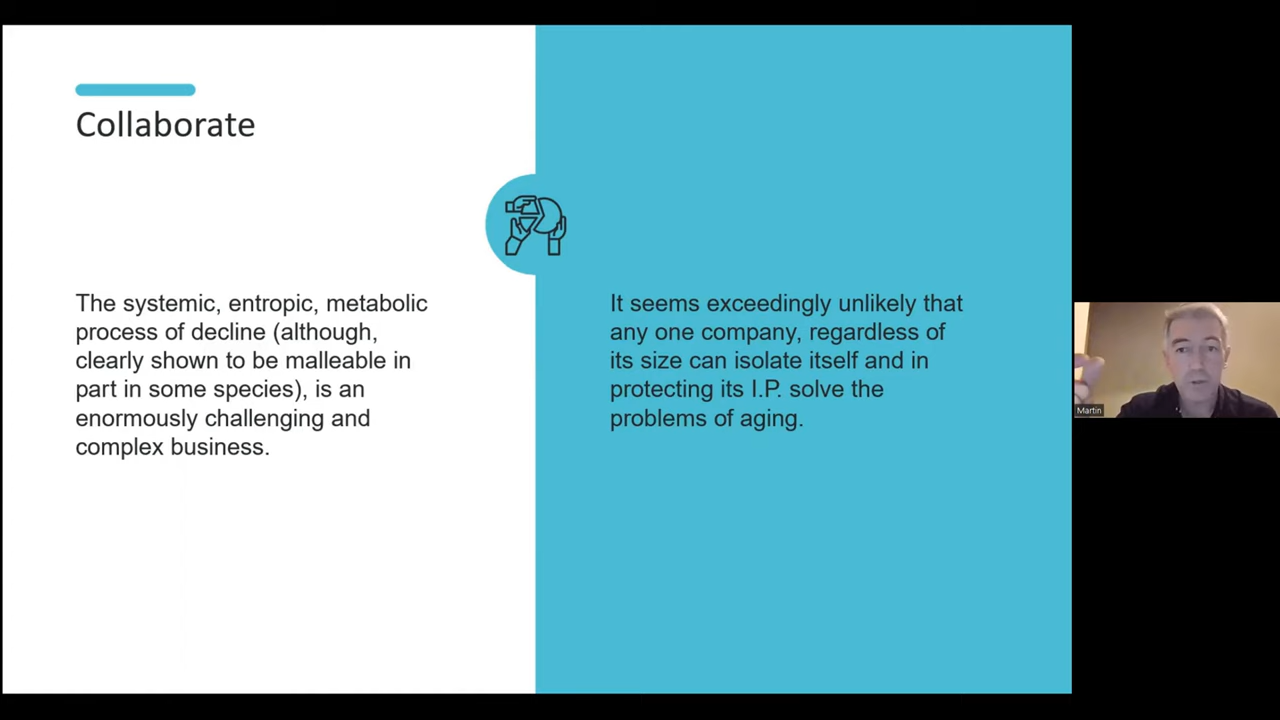 Collaborate
The systemic, entropic, metabolic
process of decline (although,
clearly shown to be malleable in
part in some species), is an
enormously challenging and
complex business.
It seems exceedingly unlikely that
any one company, regardless of
its size can isolate itself and in
protecting its I.P. solve the
problems of aging.
Martin